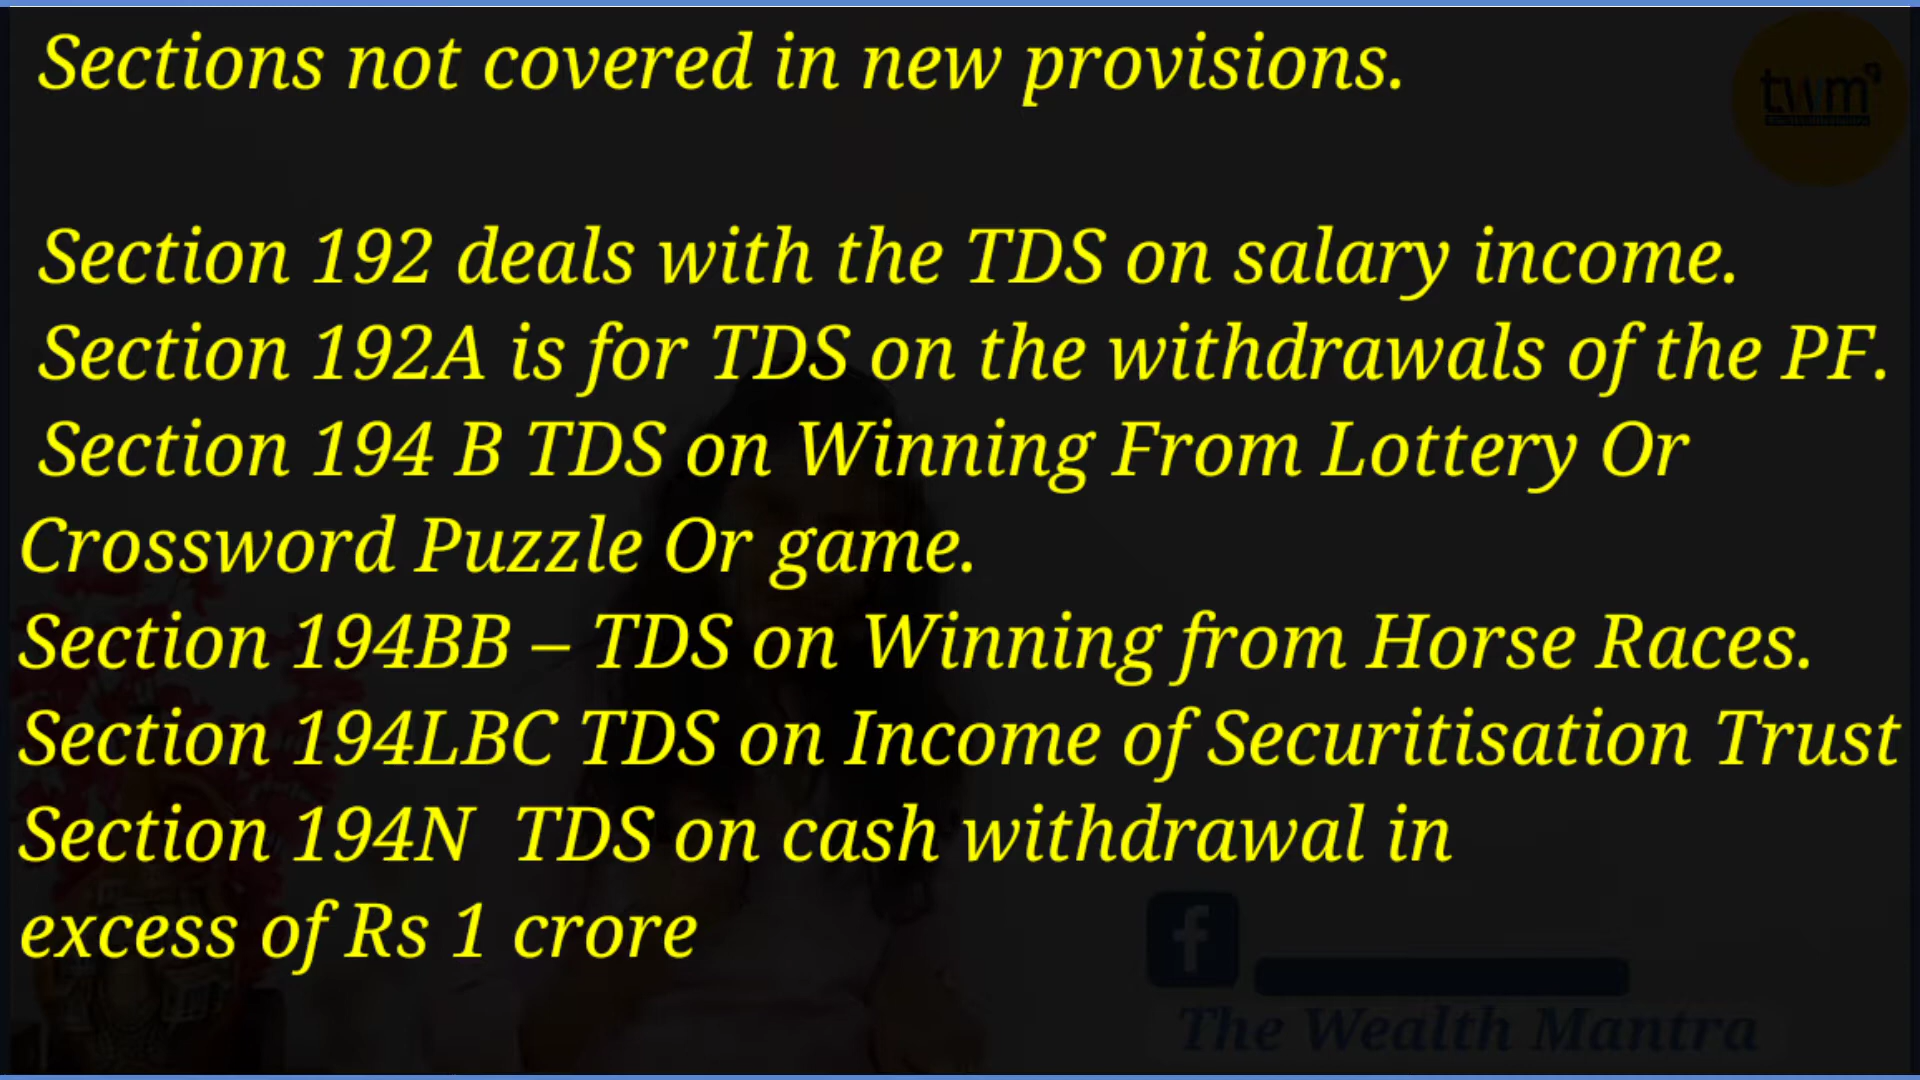 Sections not covered in new provisions.
twm
Section 192 deals with the TDS on salary income.
Section 192A is for TDS on the withdrawals of the PF.
Section 194 B TDS on Winning From Lottery Or
Crossword Puzzle Or game.
Section 194BB – TDS on Winning from Horse Races.
Section 194LBC TDS on Income of Securitisation Trust
Section 194N TDS on cash withdrawal in
excess of Rs 1 crore
f
The Wealth Mantra